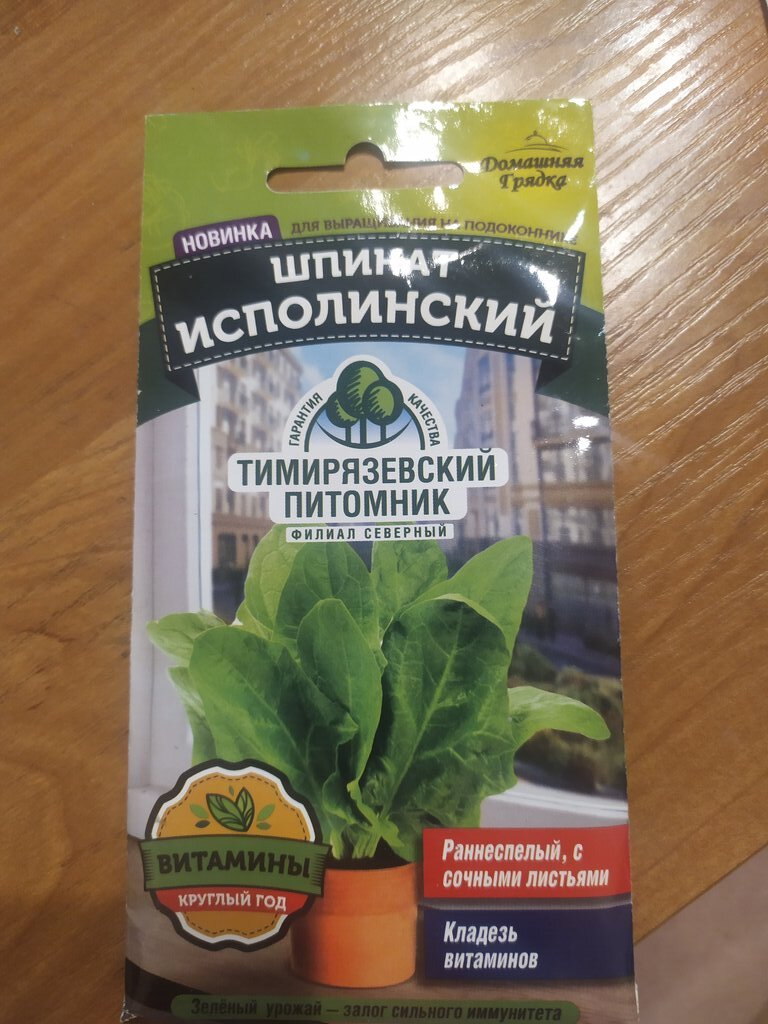 Домашняя
Грядка
НОВИНКА
ДЛЯ ВЫРАЩИВАНИЯ НА ПОДОКОННИКЕ
ШПИНАТ
ИСПОЛИНСКИЙ
ГАРАНТИЯ КАЧЕСТВА
ТИМИРЯЗЕВСКИЙ
ПИТОМНИК
ФИЛИАЛ СЕВЕРНЫЙ
ВИТАМИНЫ
КРУГЛЫЙ ГОД
Раннеспелый, с
сочными листьями
Кладезь
витаминов
Зелёный урожай – залог сильного иммунитета